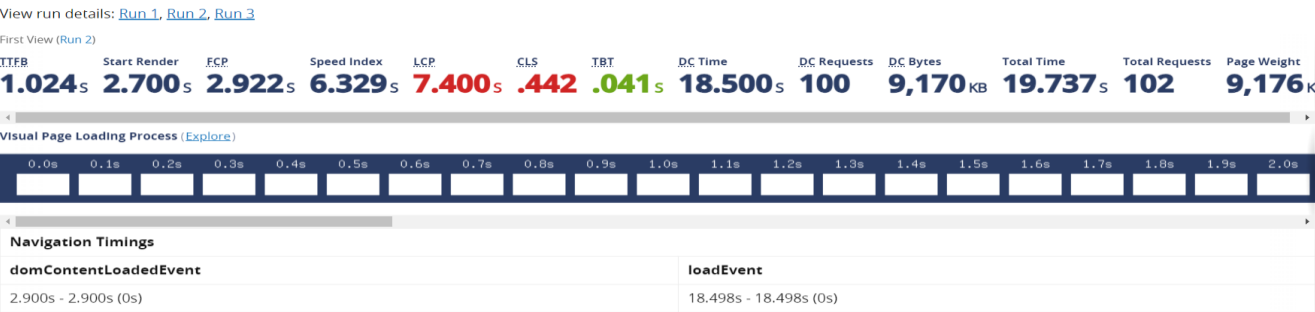 View run details: Run 1, Run 2, Run 3
First View (Run 2)
TTFB Start Render FCP Speed Index LCP CLS TBT DC Time DC Requests DC Bytes Total Time Total Requests Page Weight
1.024s 2.700s 2.922s 6.329s 7.400s .442 .041s 18.500s 100 9,170 KB 19.737s 102 9,176 K
Visual Page Loading Process (Explore)
0.0s 0.1s 0.2s 0.3s 0.4s 0.5s 0.6s 0.7s 0.8s 0.9s 1.0s 1.1s 1.2s 1.3s 1.4s 1.5s 1.6s 1.7s 1.8s 1.9s 2.0s
Navigation Timings
domContentLoadedEvent loadEvent
2.900s - 2.900s (0s) 18.498s - 18.498s (0s)